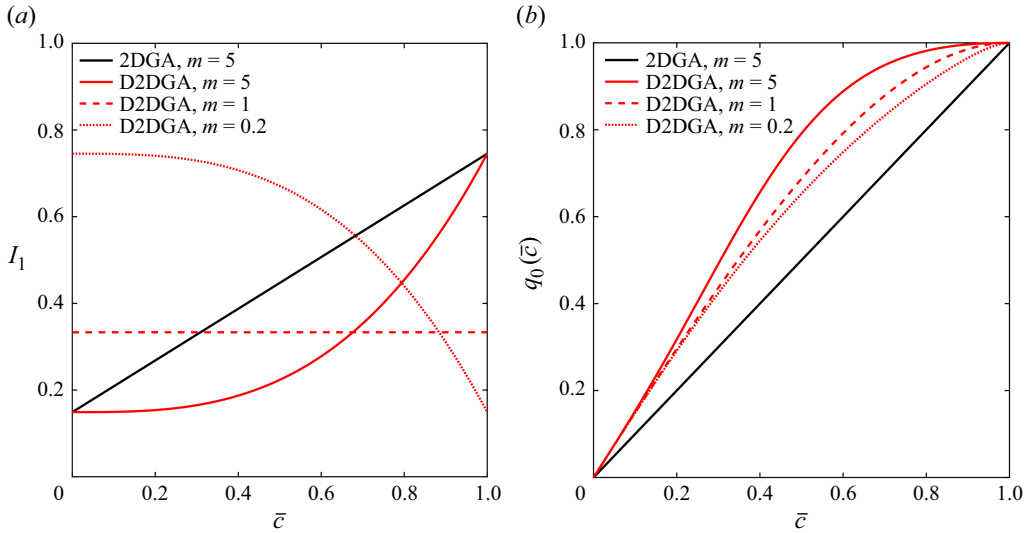 (a)
1.0
0.8
0.6
0.4
0.2
0
0.2
0.4
0.6
0.8
1.0
I₁
c̄
2DGA, m = 5
D2DGA, m = 5
D2DGA, m = 1
D2DGA, m = 0.2
(b)
1.0
0.8
0.6
0.4
0.2
0
0.2
0.4
0.6
0.8
1.0
q₀(c̄)
c̄
2DGA, m = 5
D2DGA, m = 5
D2DGA, m = 1
D2DGA, m = 0.2